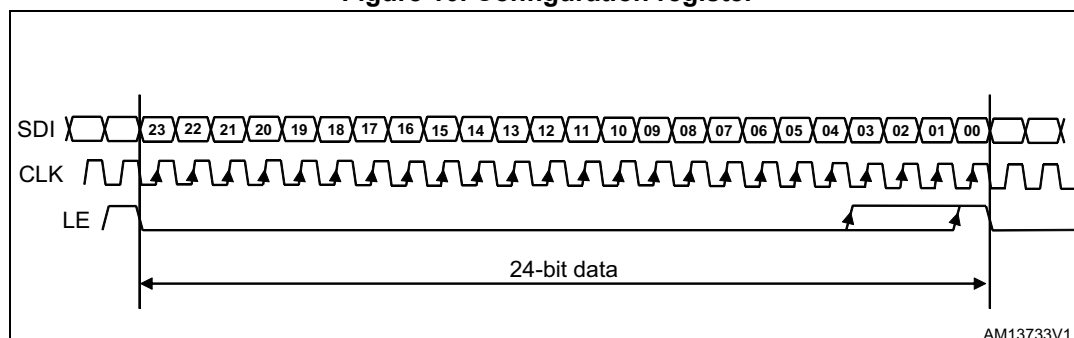 Figure 10. Configuration register
SDI 23 22 21 20 19 18 17 16 15 14 13 12 11 10 09 08 07 06 05 04 03 02 01 00
CLK
LE
24-bit data
AM13733V1